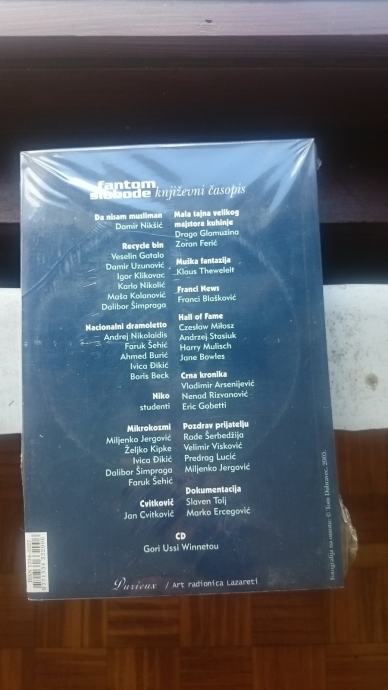 fantom
slobode književni časopis
Da nisam musliman
Damir Nikšić
Recycle bin
Veselin Gatalo
Damir Uzunović
Igor Klikovac
Karlo Nikolić
Maša Kolanović
Dalibor Šimpraga
Nacionalni dramoletto
Andrej Nikolaidis
Faruk Šehić
Ahmed Burić
Ivica Đikić
Boris Beck
Niko
studenti
Mikrokozmi
Miljenko Jergović
Željko Kipke
Ivica Đikić
Dalibor Šimpraga
Faruk Šehić
Cvitković
Jan Cvitković
Mala tajna velikog
majstora kuhinje
Drago Glamuzina
Zoran Ferić
Muška fantazija
Klaus Theweleit
Franci News
Franci Blašković
Hall of Fame
Czesław Miłosz
Andrzej Stasiuk
Harry Mulisch
Jane Bowles
Crna kronika
Vladimir Arsenijević
Nenad Rizvanović
Eric Gobetti
Pozdrav prijatelju
Rade Šerbedžija
Velimir Visković
Predrag Lucić
Miljenko Jergović
Dokumentacija
Slaven Tolj
Marko Ercegović
CD
Gori Ussi Winnetou
Durieux / Art radionica Lazareti
Fotografija na omotu: ©
2003.